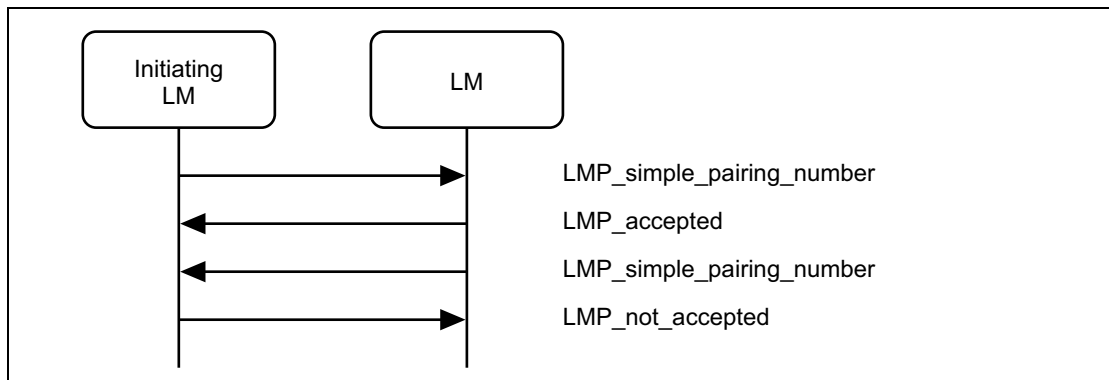 Initiating
LM
LM
LMP_simple_pairing_number
LMP_accepted
LMP_simple_pairing_number
LMP_not_accepted